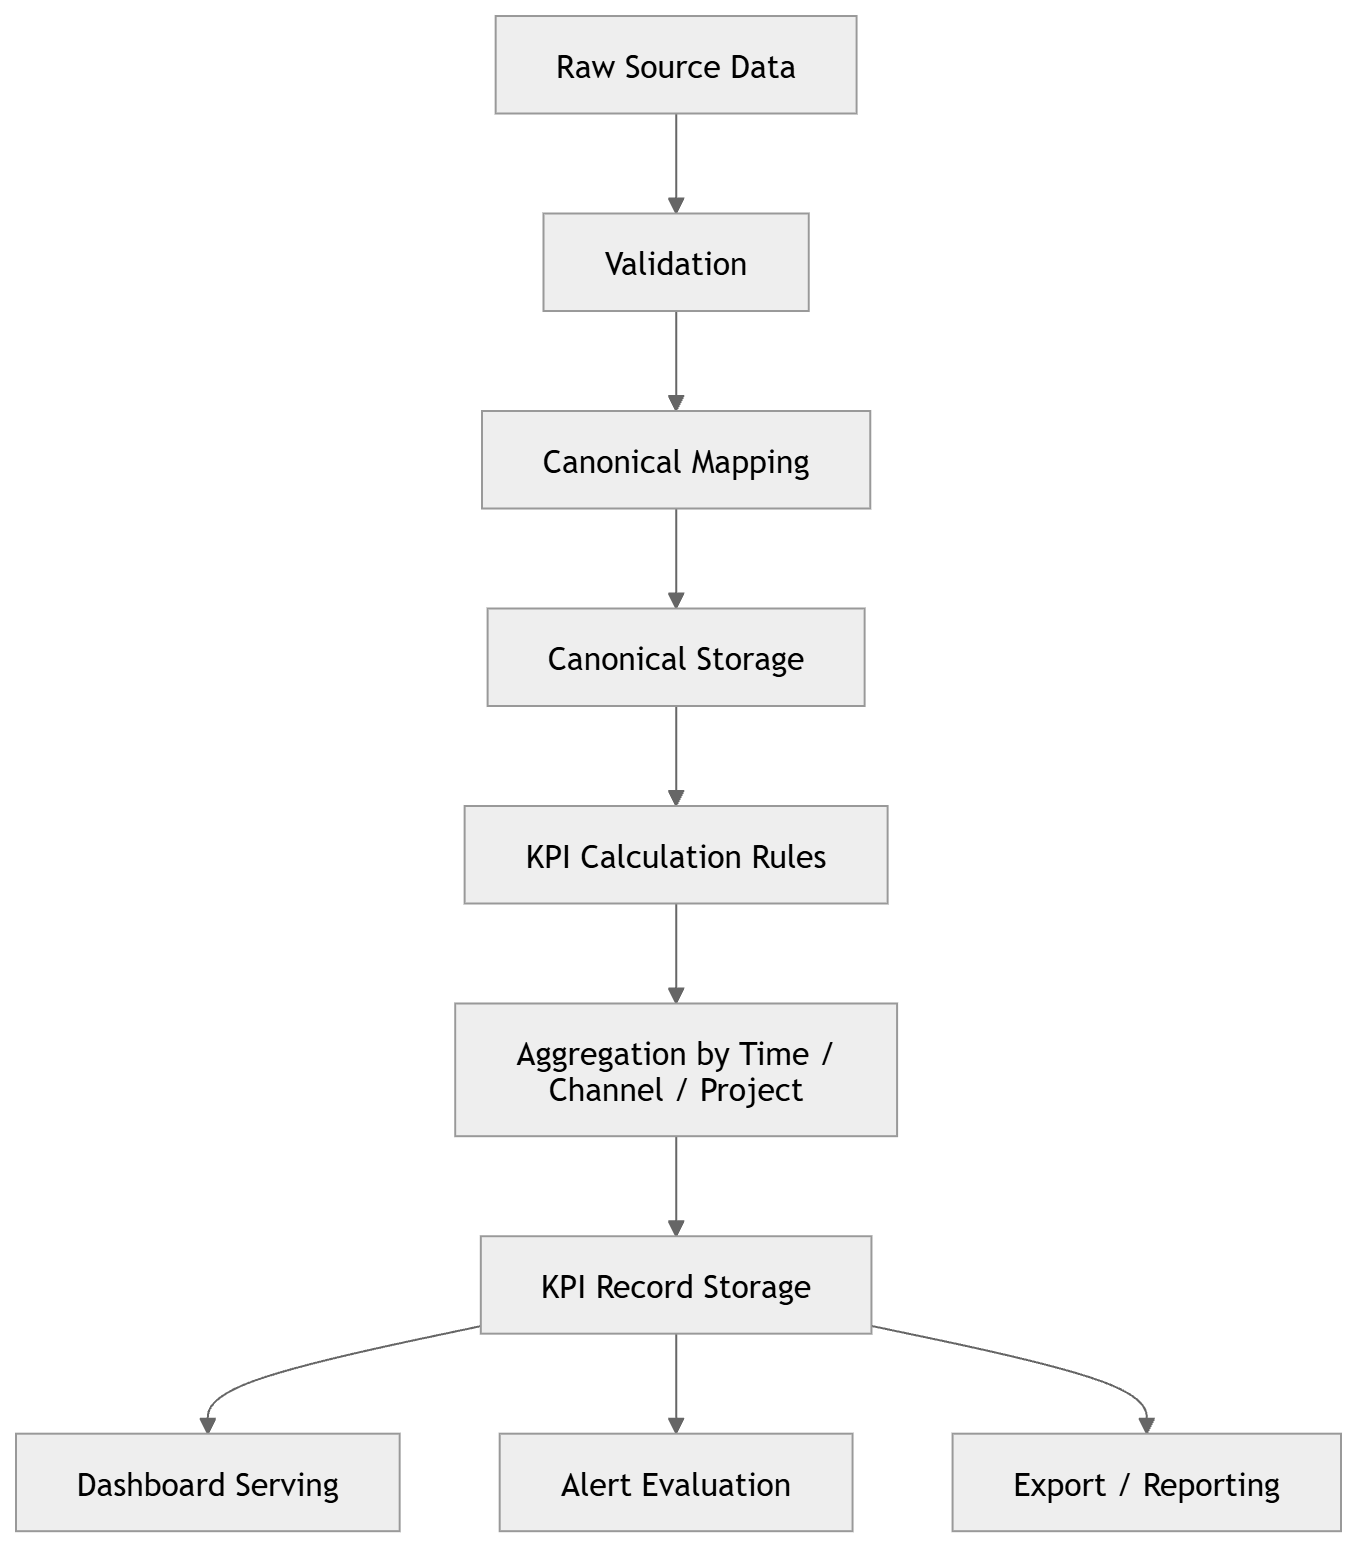 Raw Source Data
Validation
Canonical Mapping
Canonical Storage
KPI Calculation Rules
Aggregation by Time /
Channel / Project
KPI Record Storage
Dashboard Serving
Alert Evaluation
Export / Reporting